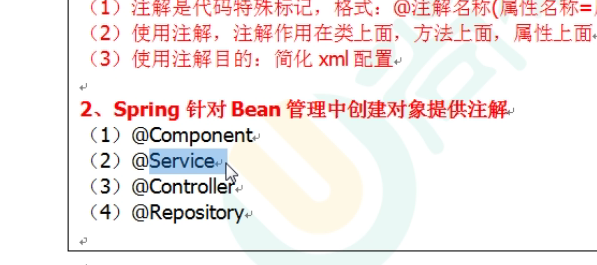 （1）注解是代码特殊标记，格式：@注解名称(属性名称=
（2）使用注解，注解作用在类上面，方法上面，属性上面
（3）使用注解目的：简化 xml 配置
2、Spring 针对 Bean 管理中创建对象提供注解
（1）@Component
（2）@Service
（3）@Controller
（4）@Repository